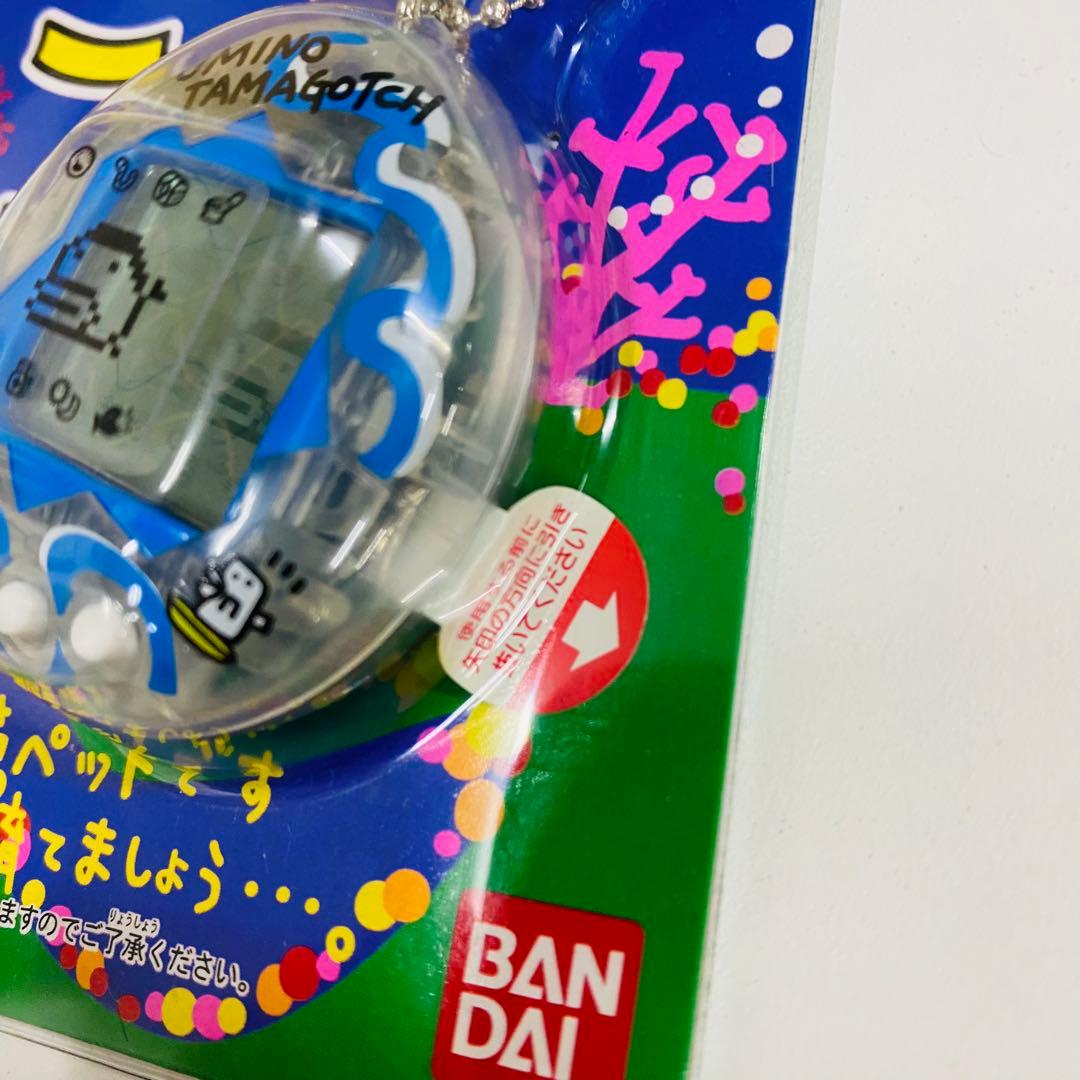 UMINO
TAMAGOTCH
使用する前に
矢印の方向に引き
抜いてください
ペットです
育てましょう...
りょうしょう
ますのでご了承ください。
BAN
DAI